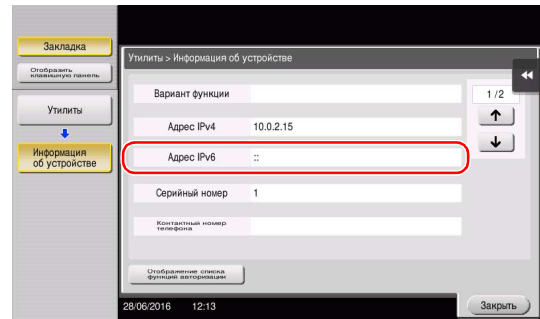 Закладка
Отобразить
клавишную панель
Утилиты
Информация
об устройстве
Утилиты > Информация об устройстве
Вариант функции
1 /2
Адрес IPv4 10.0.2.15
Адрес IPv6 ::
Серийный номер 1
Контактный номер
телефона
Отображение списка
функций авторизации
28/06/2016 12:13
Закрыть